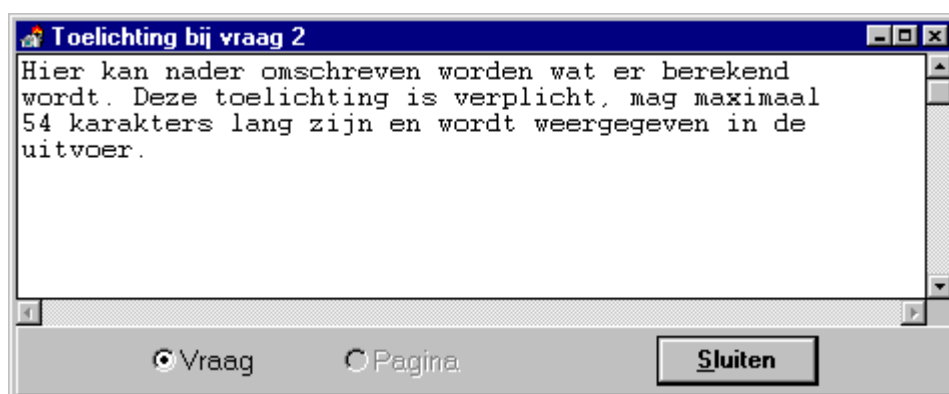 Toelichting bij vraag 2
Hier kan nader omschreven worden wat er berekend
wordt. Deze toelichting is verplicht, mag maximaal
54 karakters lang zijn en wordt weergegeven in de
uitvoer.
Vraag Pagina Sluiten